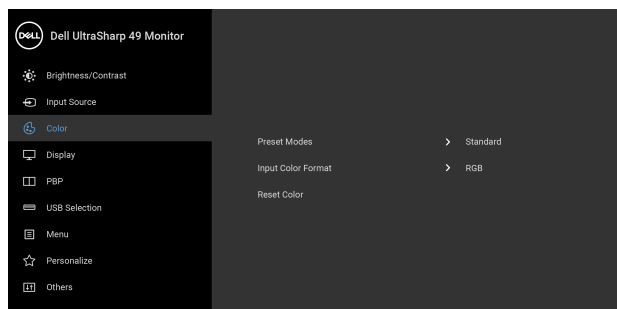 DELL Dell UltraSharp 49 Monitor
Brightness/Contrast
Input Source
Color
Display
PBP
USB Selection
Menu
Personalize
Others
Preset Modes > Standard
Input Color Format > RGB
Reset Color